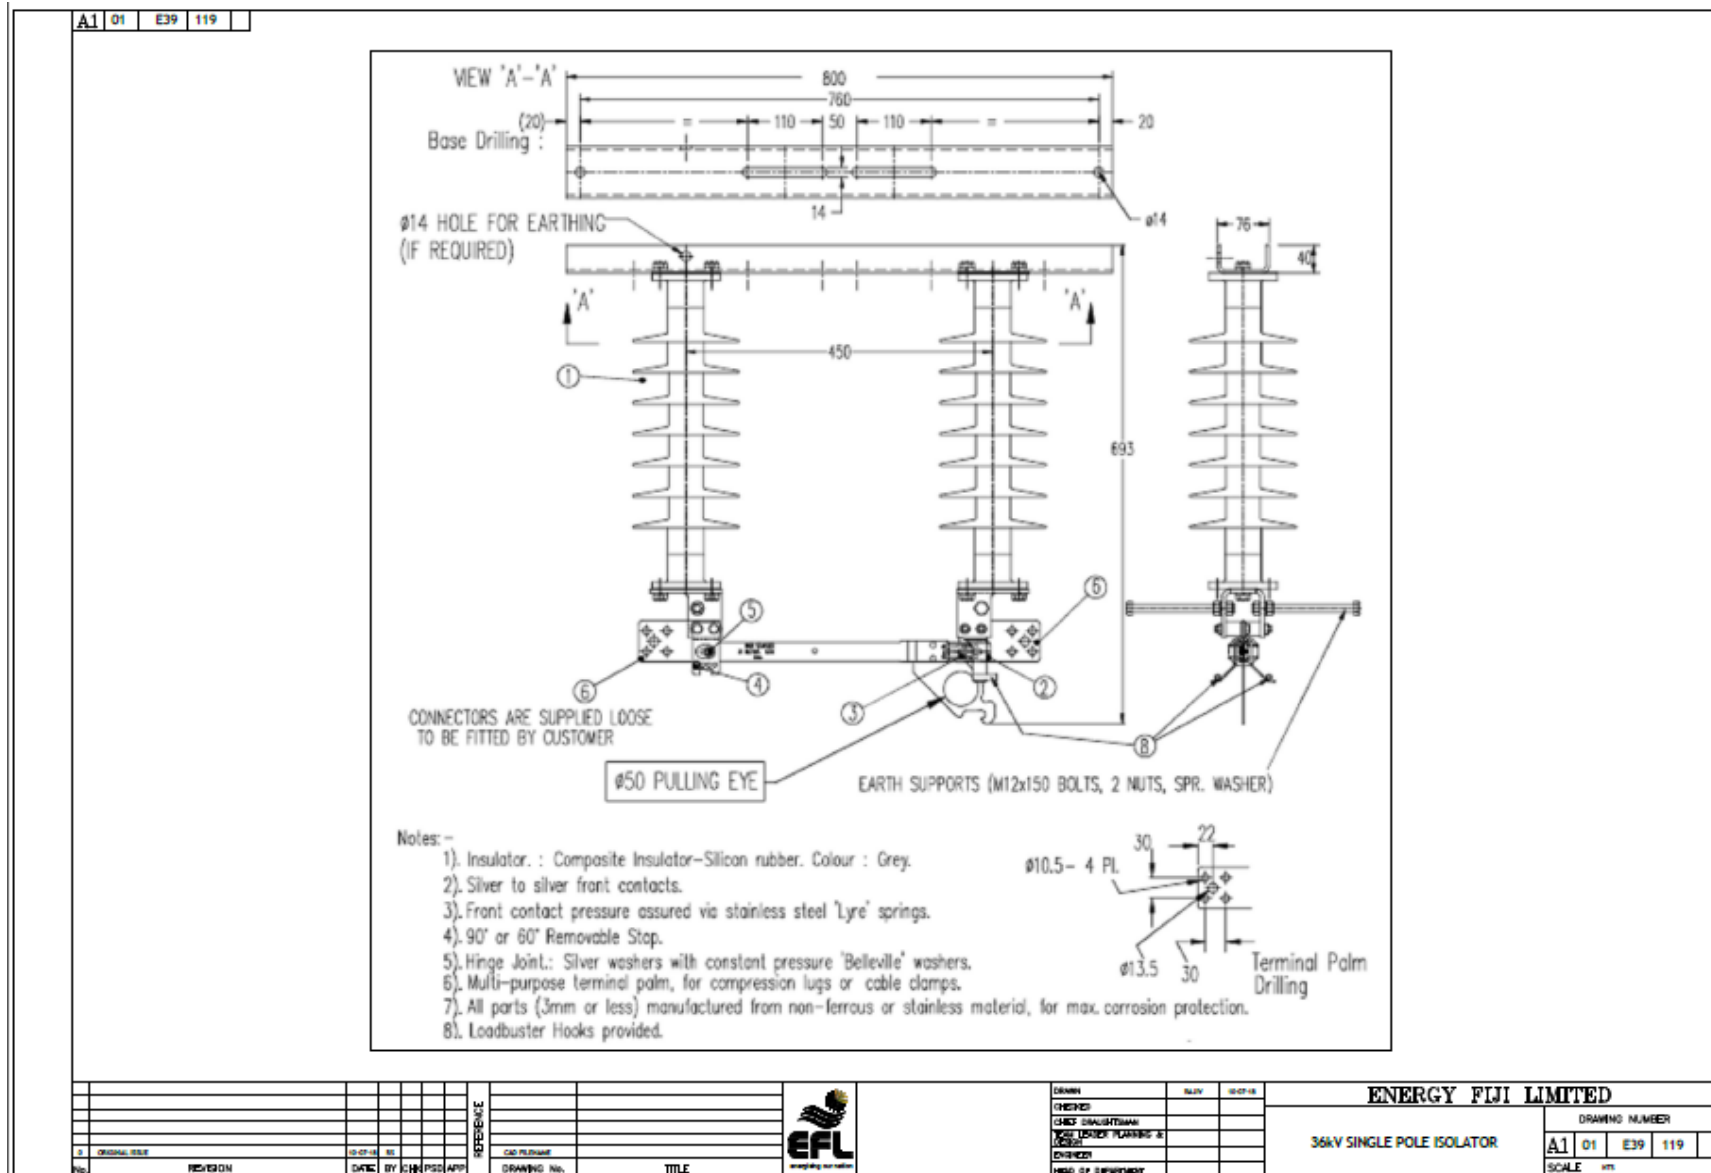 A1 01 E39 119
VIEW 'A'-'A'
800
760
(20) = 110 50 110 = 20
Base Drilling :
14
ø14
ø14 HOLE FOR EARTHING
(IF REQUIRED)
76
40
'A' 'A'
450
1
693
5
6
6
4
3
2
8
CONNECTORS ARE SUPPLIED LOOSE
TO BE FITTED BY CUSTOMER
ø50 PULLING EYE
EARTH SUPPORTS (M12x150 BOLTS, 2 NUTS, SPR. WASHER)
Notes:-
1). Insulator. : Composite Insulator-Silicon rubber. Colour : Grey.
2). Silver to silver front contacts.
3). Front contact pressure assured via stainless steel 'Lyre' springs.
4). 90° or 60° Removable Stop.
5). Hinge Joint.: Silver washers with constant pressure 'Belleville' washers.
6). Multi-purpose terminal palm, for compression lugs or cable clamps.
7). All parts (3mm or less) manufactured from non-ferrous or stainless material, for max. corrosion protection.
8). Loadbuster Hooks provided.
22
30
ø10.5- 4 Pl.
ø13.5
30
Terminal Palm
Drilling
REFERENCE
0 ORIGINAL ISSUE
No. REVISION DATE BY CHK PSD APP
CAD FILENAME
DRAWING No. TITLE
EFL
energising our nation
DRAWN
CHECKED
CHIEF DRAUGHTSMAN
TEAM LEADER PLANNING &
DESIGN
ENGINEER
HEAD OF DEPARTMENT
ENERGY FIJI LIMITED
36kV SINGLE POLE ISOLATOR
DRAWING NUMBER
A1 01 E39 119
SCALE NTS